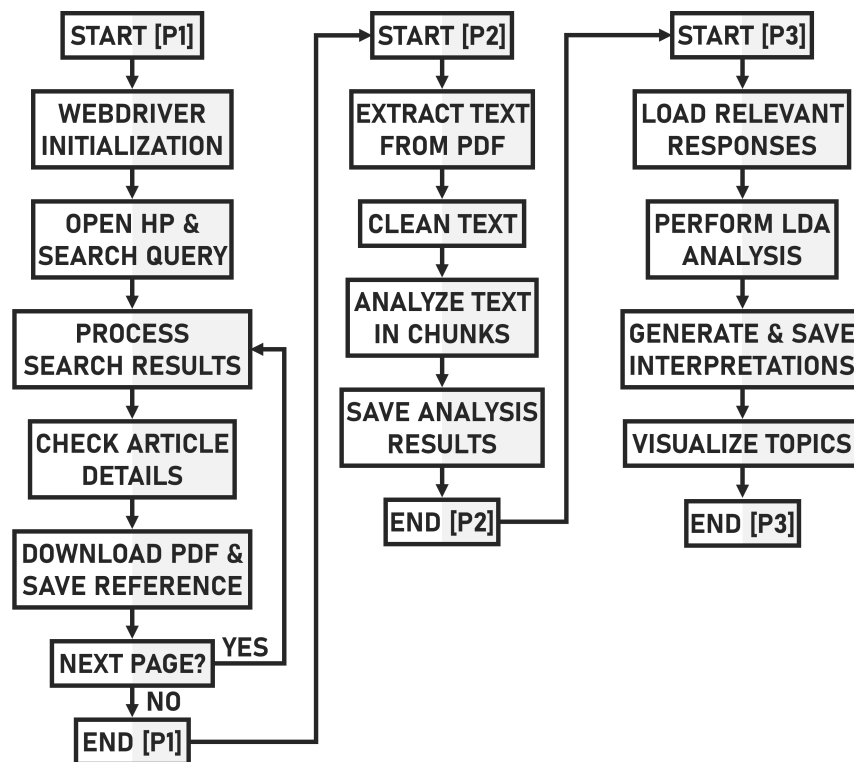 START [P1]
WEBDRIVER
INITIALIZATION
OPEN HP &
SEARCH QUERY
PROCESS
SEARCH RESULTS
CHECK ARTICLE
DETAILS
DOWNLOAD PDF &
SAVE REFERENCE
NEXT PAGE?
YES
NO
END [P1]
START [P2]
EXTRACT TEXT
FROM PDF
CLEAN TEXT
ANALYZE TEXT
IN CHUNKS
SAVE ANALYSIS
RESULTS
END [P2]
START [P3]
LOAD RELEVANT
RESPONSES
PERFORM LDA
ANALYSIS
GENERATE & SAVE
INTERPRETATIONS
VISUALIZE TOPICS
END [P3]